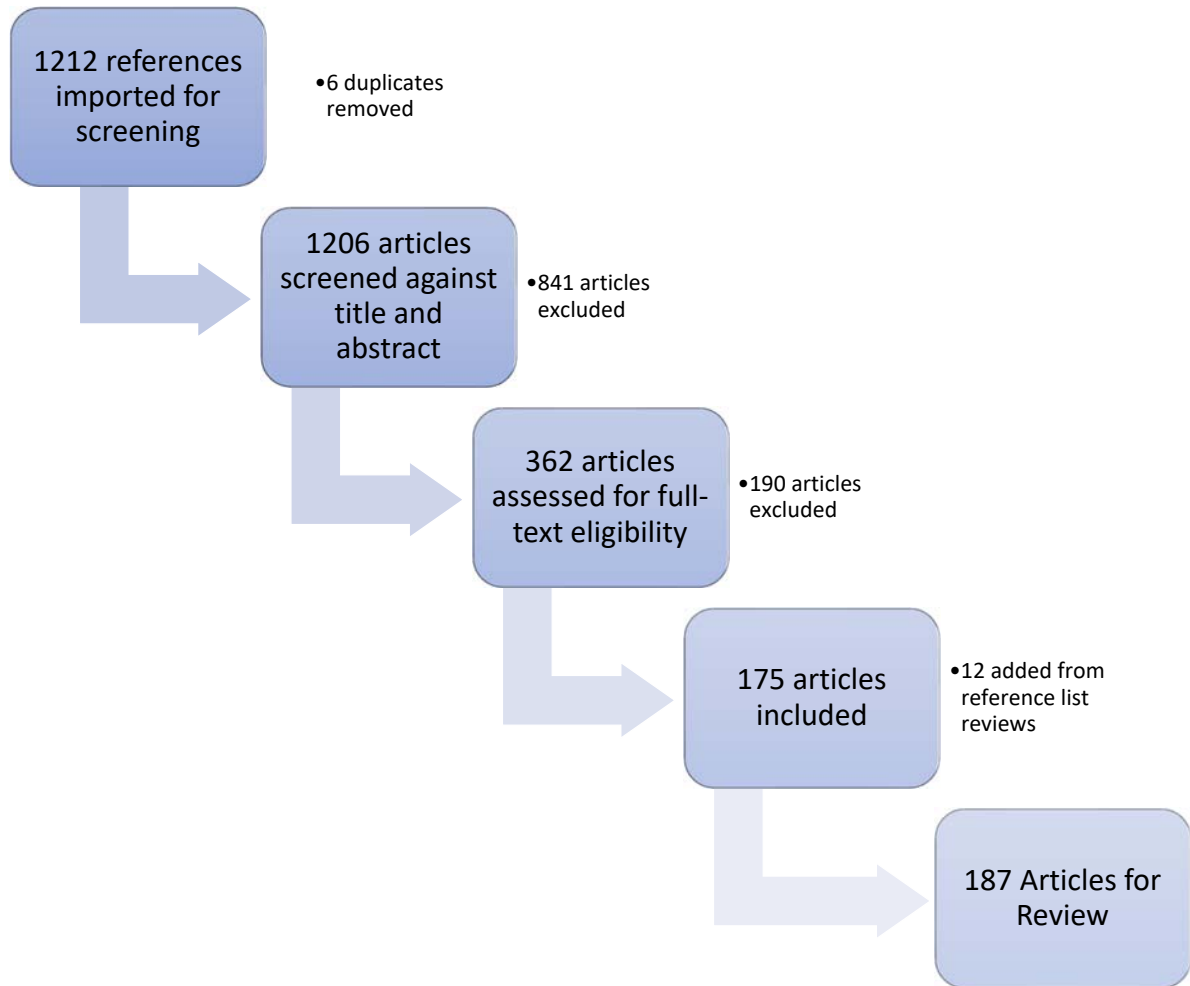 1212 references
imported for
screening
•6 duplicates
removed
1206 articles
screened against
title and
abstract
•841 articles
excluded
362 articles
assessed for full-
text eligibility
•190 articles
excluded
175 articles
included
•12 added from
reference list
reviews
187 Articles for
Review